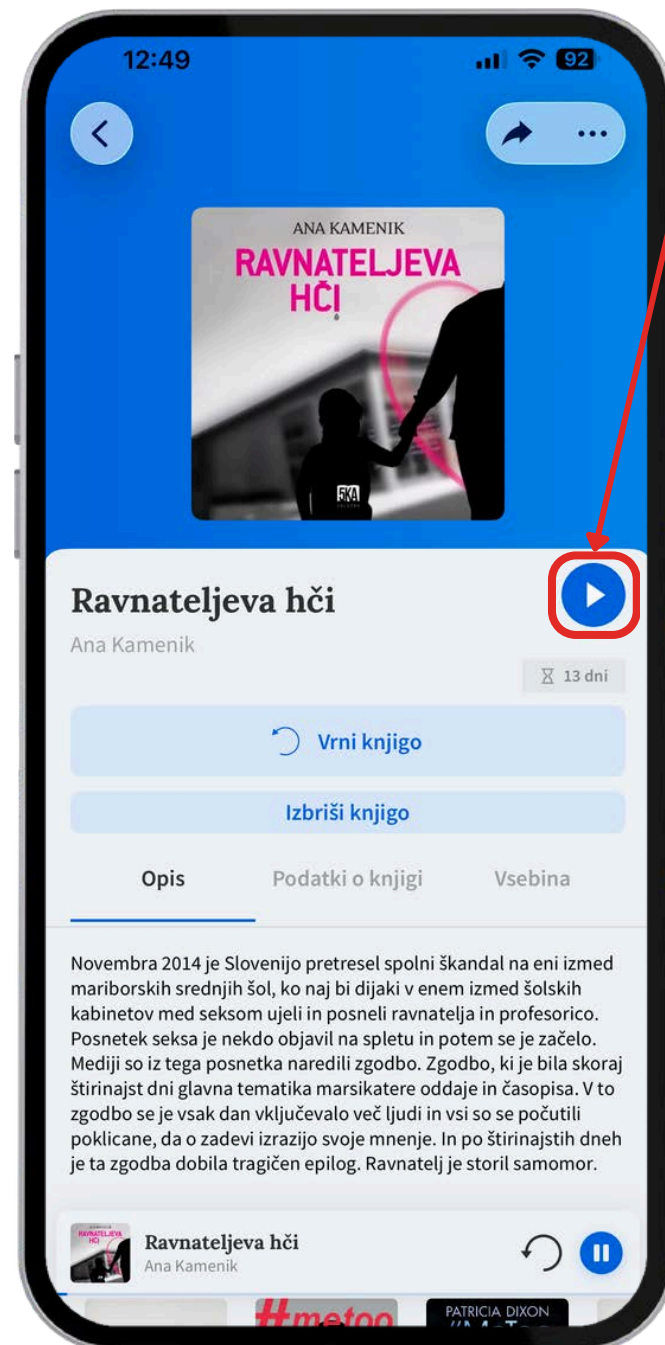 12:49
92
ANA KAMENIK
RAVNATELJEVA
HČI
5KA
Ravnateljeva hči
Ana Kamenik
13 dni
Vrni knjigo
Izbriši knjigo
Opis
Podatki o knjigi
Vsebina
Novembra 2014 je Slovenijo pretresel spolni škandal na eni izmed
mariborskih srednjih šol, ko naj bi dijaki v enem izmed šolskih
kabinetov med seksom ujeli in posneli ravnatelja in profesorico.
Posnetek seksa je nekdo objavil na spletu in potem se je začelo.
Mediji so iz tega posnetka naredili zgodbo. Zgodbo, ki je bila skoraj
štirinajst dni glavna tematika marsikatere oddaje in časopisa. V to
zgodbo se je vsak dan vključevalo več ljudi in vsi so se počutili
poklicane, da o zadevi izrazijo svoje mnenje. In po štirinajstih dneh
je ta zgodba dobila tragičen epilog. Ravnatelj je storil samomor.
RAVNATELJEVA
HČI
Ravnateljeva hči
Ana Kamenik
#metoo
PATRICIA DIXON
#MeToo